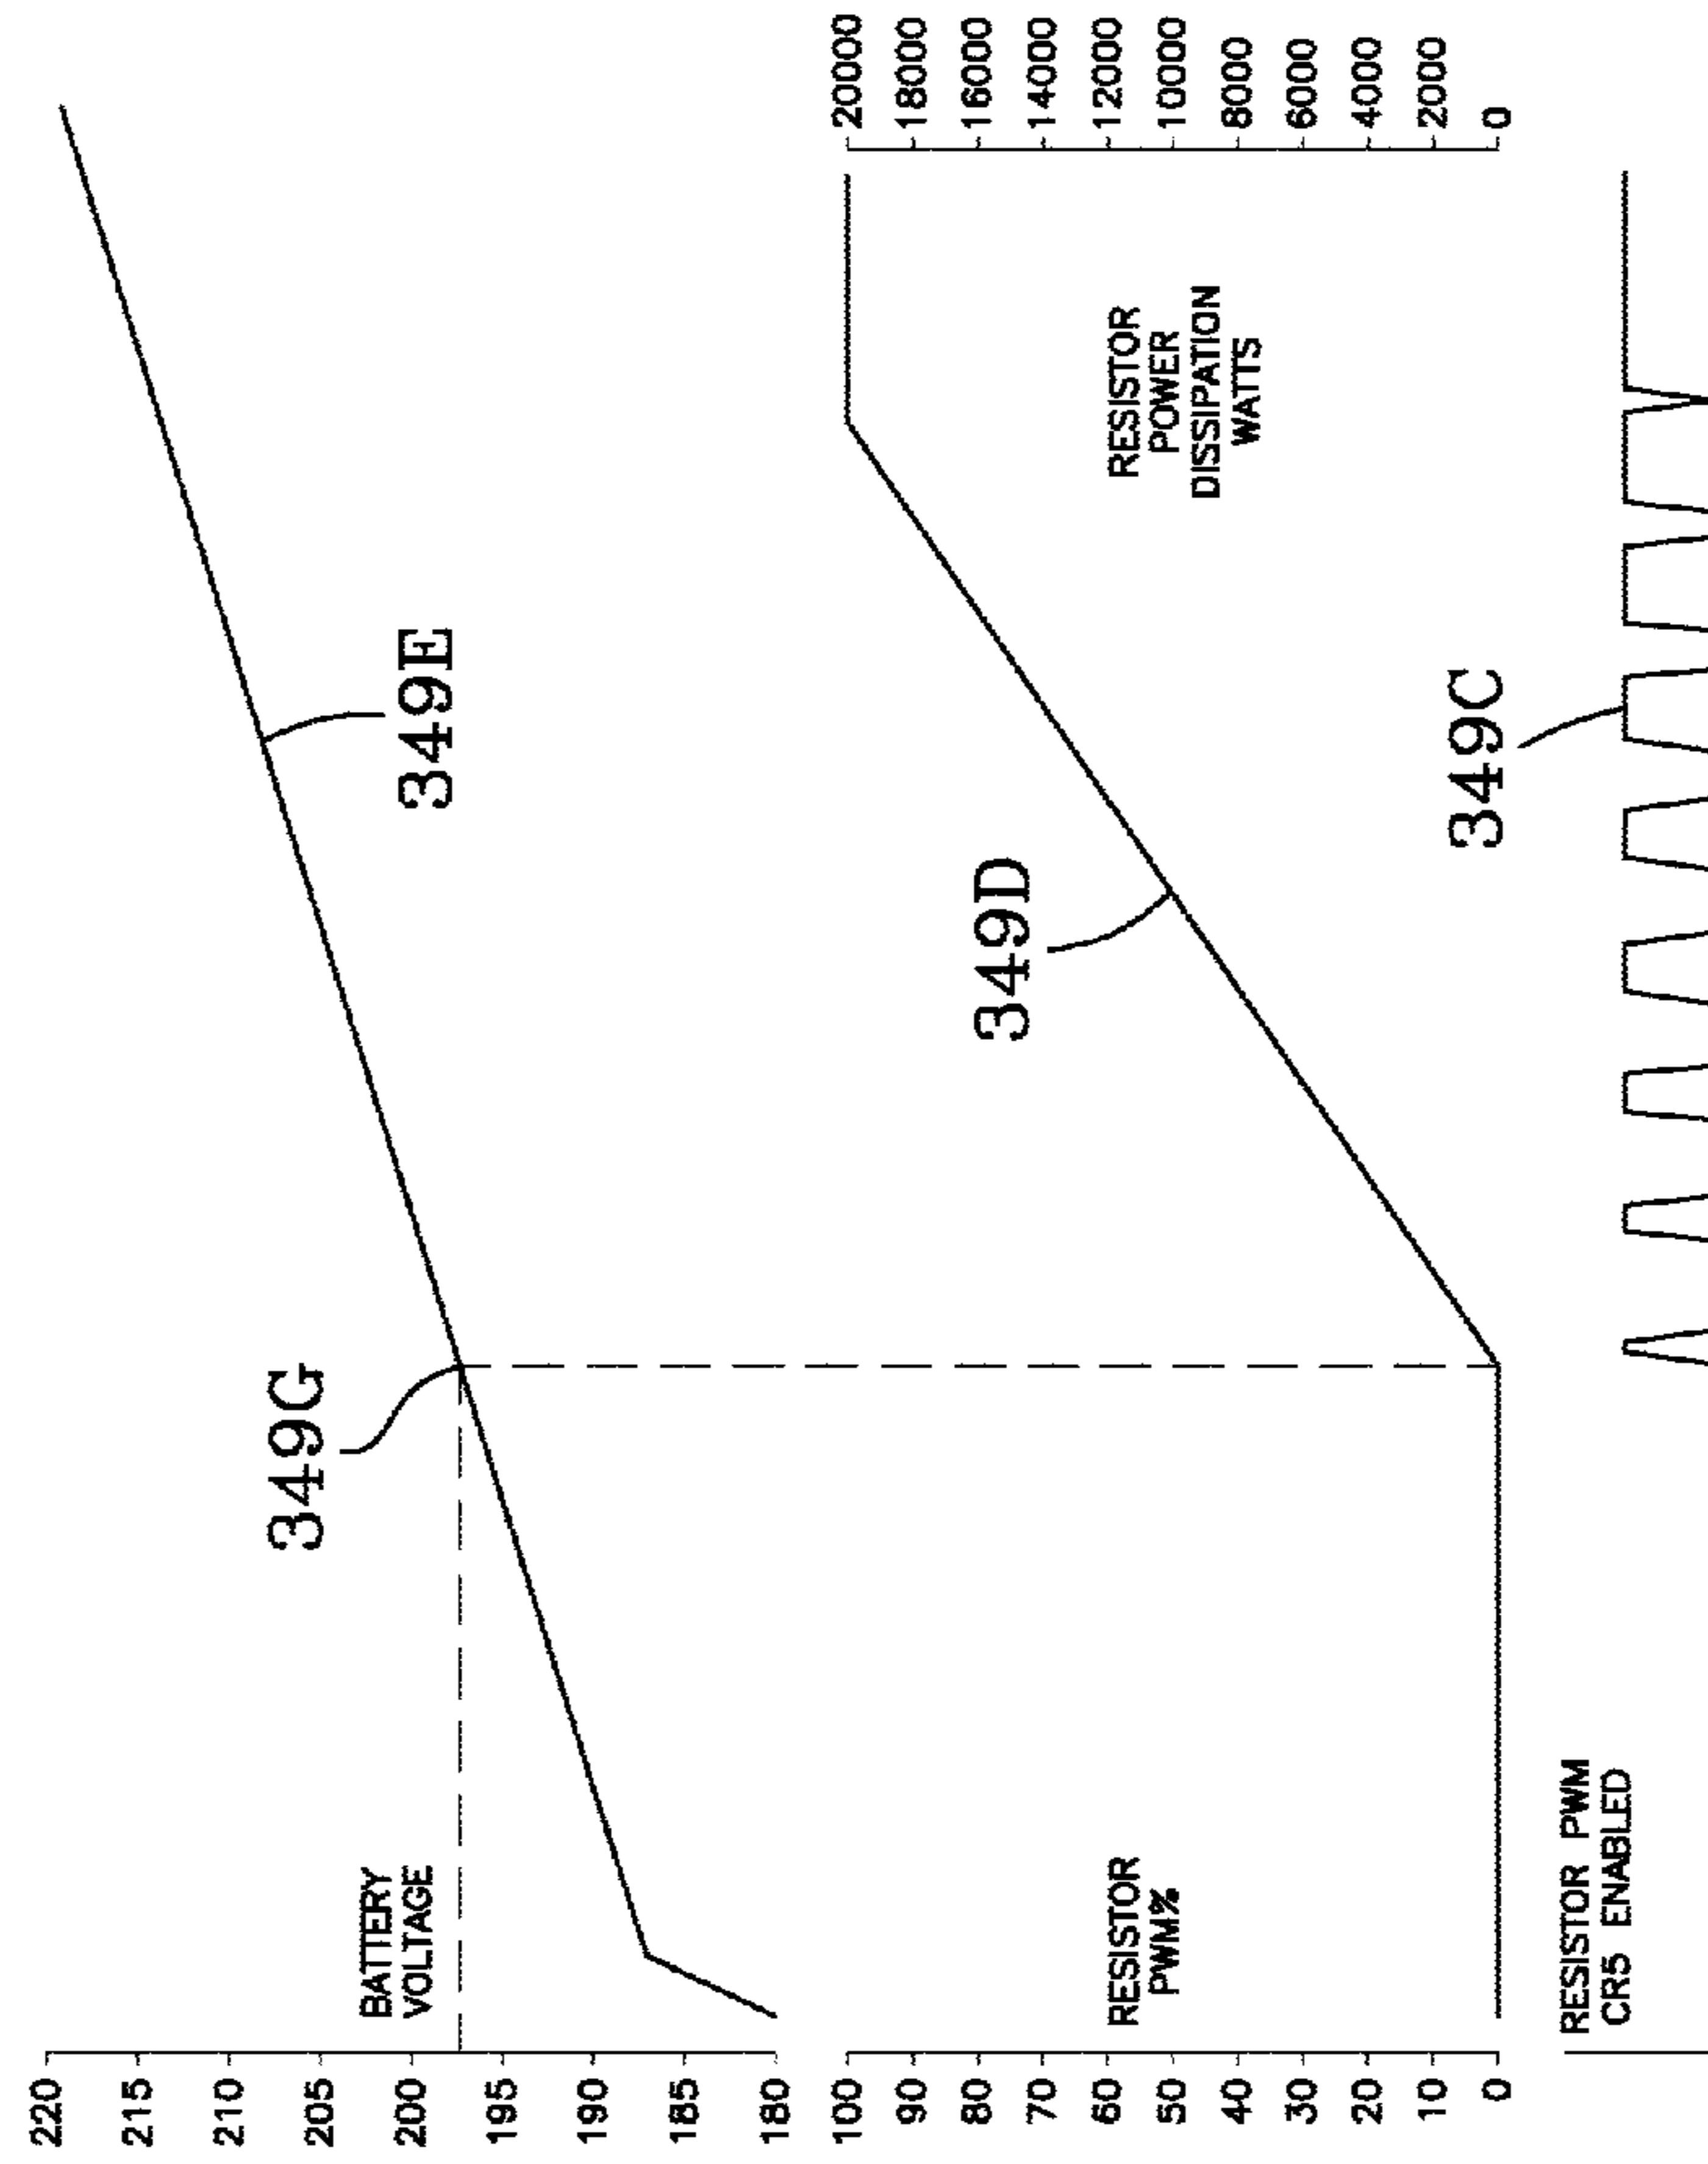 220
215
210
205
200
195
190
185
180
BATTERY
VOLTAGE
349G
349E
100
90
80
70
60
50
40
30
20
10
0
RESISTOR
PWM%
349D
RESISTOR
POWER
DISSIPATION
WATTS
20000
18000
16000
14000
12000
10000
8000
6000
4000
2000
0
RESISTOR PWM
CR5 ENABLED
349C